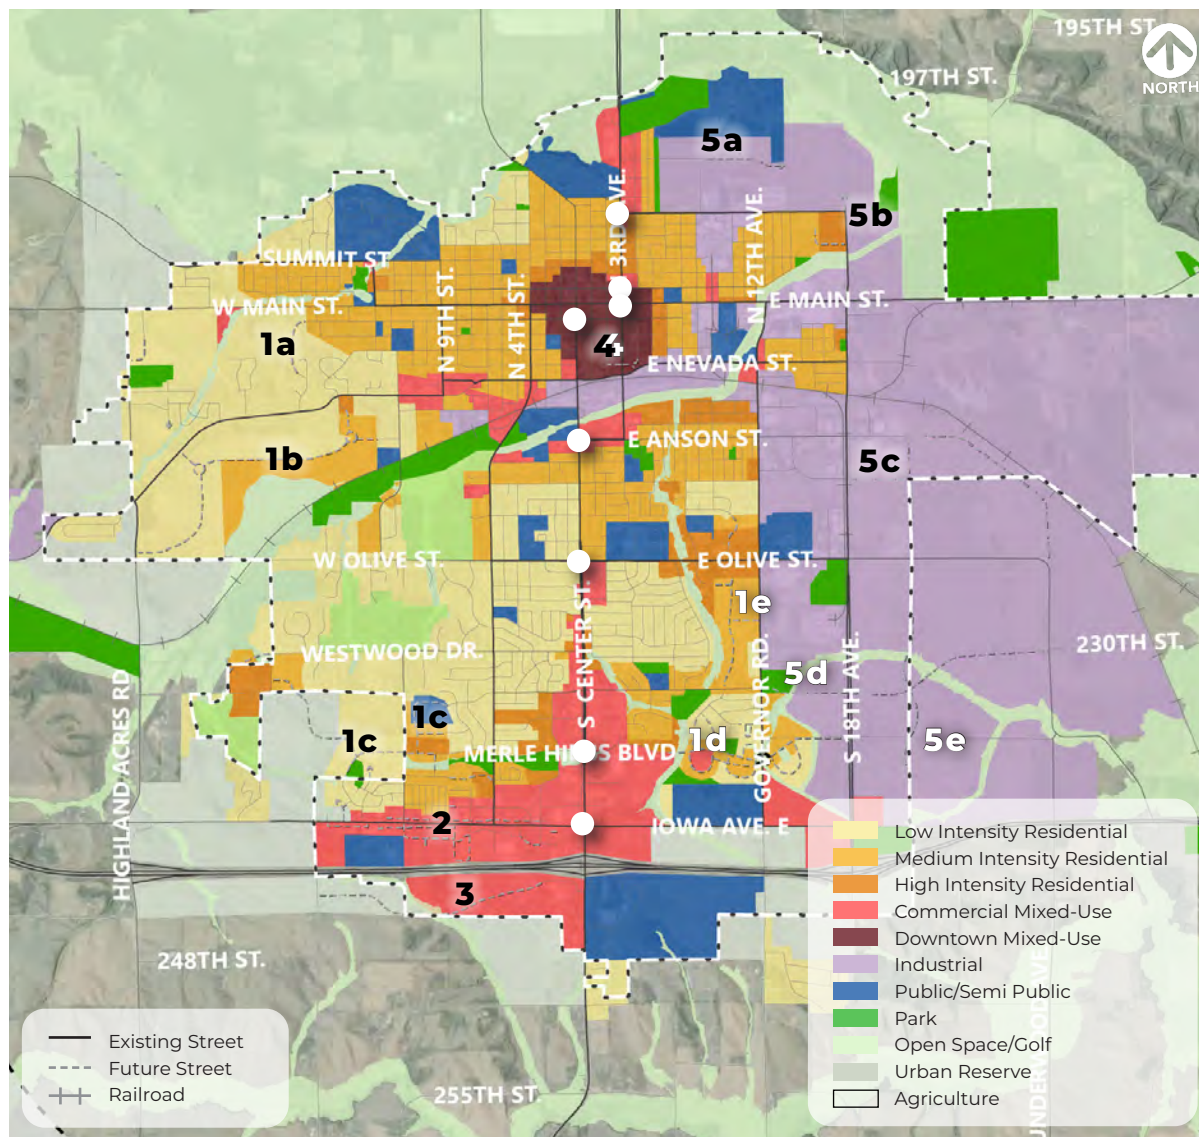 195TH ST.
197TH ST.
NORTH
5a
3RD AVE.
N 12TH AVE.
5b
SUMMIT ST
W MAIN ST.
N 9TH ST.
N 4TH ST.
E MAIN ST.
1a
4
4
E NEVADA ST.
1b
E ANSON ST.
5c
W OLIVE ST.
E OLIVE ST.
1e
S CENTER ST.
WESTWOOD DR.
GOVERNOR RD.
S 18TH AVE.
230TH ST.
5d
HIGHLAND ACRES RD
1c
1c
MERLE HI S BLVD
1d
5e
2
IOWA AVE. E
3
248TH ST.
255TH ST.
UNDERWOOD AVE.
Existing Street
Future Street
Railroad
Low Intensity Residential
Medium Intensity Residential
High Intensity Residential
Commercial Mixed-Use
Downtown Mixed-Use
Industrial
Public/Semi Public
Park
Open Space/Golf
Urban Reserve
Agriculture